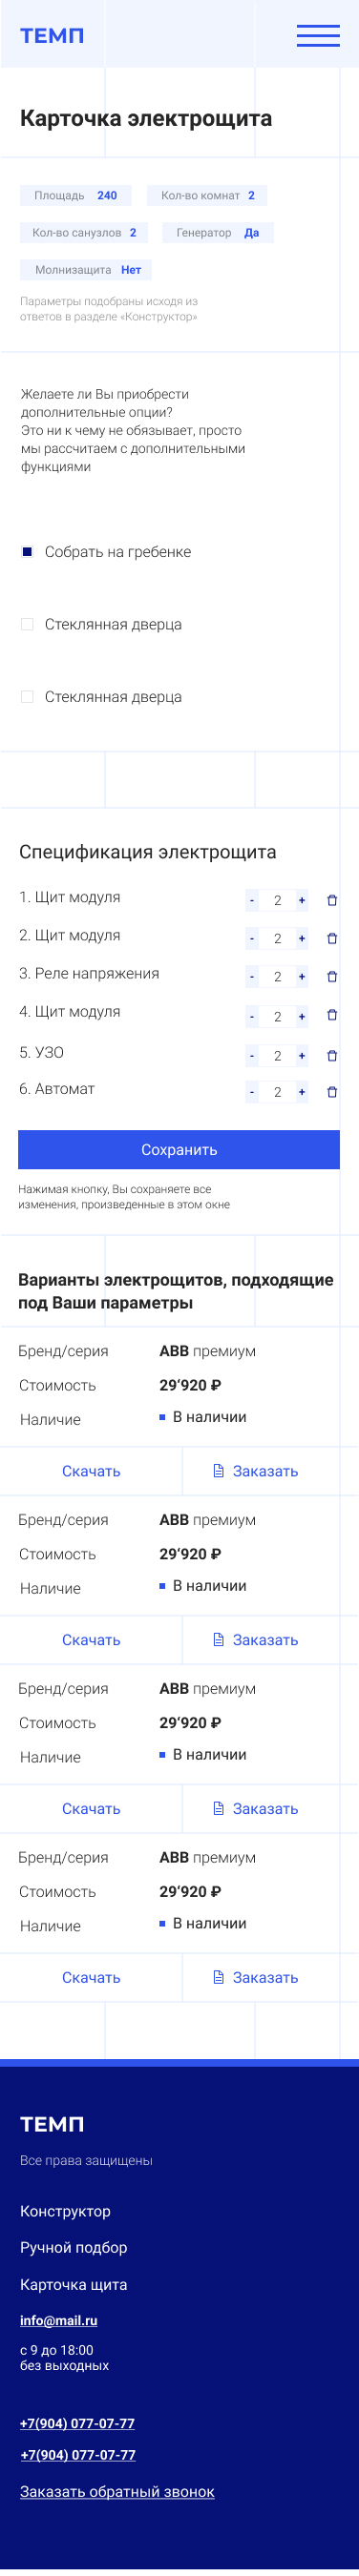 ТЕМП
Карточка электрощита
Площадь 240 Кол-во комнат 2
Кол-во санузлов 2 Генератор Да
Молниезащита Нет
Параметры подобраны исходя из
ответов в разделе «Конструктор»
Желаете ли Вы приобрести
дополнительные опции?
Это ни к чему не обязывает, просто
мы рассчитаем с дополнительными
функциями
Собрать на гребенке
Стеклянная дверца
Стеклянная дверца
Спецификация электрощита
1. Щит модуля - 2 +
2. Щит модуля - 2 +
3. Реле напряжения - 2 +
4. Щит модуля - 2 +
5. УЗО - 2 +
6. Автомат - 2 +
Сохранить
Нажимая кнопку, Вы сохраняете все
изменения, произведенные в этом окне
Варианты электрощитов, подходящие
под Ваши параметры
Бренд/серия ABB премиум
Стоимость 29‘920 ₽
Наличие В наличии
Скачать Заказать
Бренд/серия ABB премиум
Стоимость 29‘920 ₽
Наличие В наличии
Скачать Заказать
Бренд/серия ABB премиум
Стоимость 29‘920 ₽
Наличие В наличии
Скачать Заказать
Бренд/серия ABB премиум
Стоимость 29‘920 ₽
Наличие В наличии
Скачать Заказать
ТЕМП
Все права защищены
Конструктор
Ручной подбор
Карточка щита
info@mail.ru
с 9 до 18:00
без выходных
+7(904) 077-07-77
+7(904) 077-07-77
Заказать обратный звонок